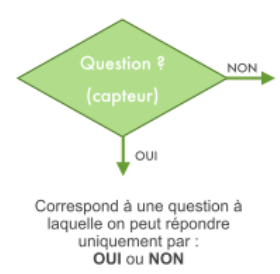 Question ?
(capteur)
NON
OUI
Correspond à une question à
laquelle on peut répondre
uniquement par :
OUI ou NON